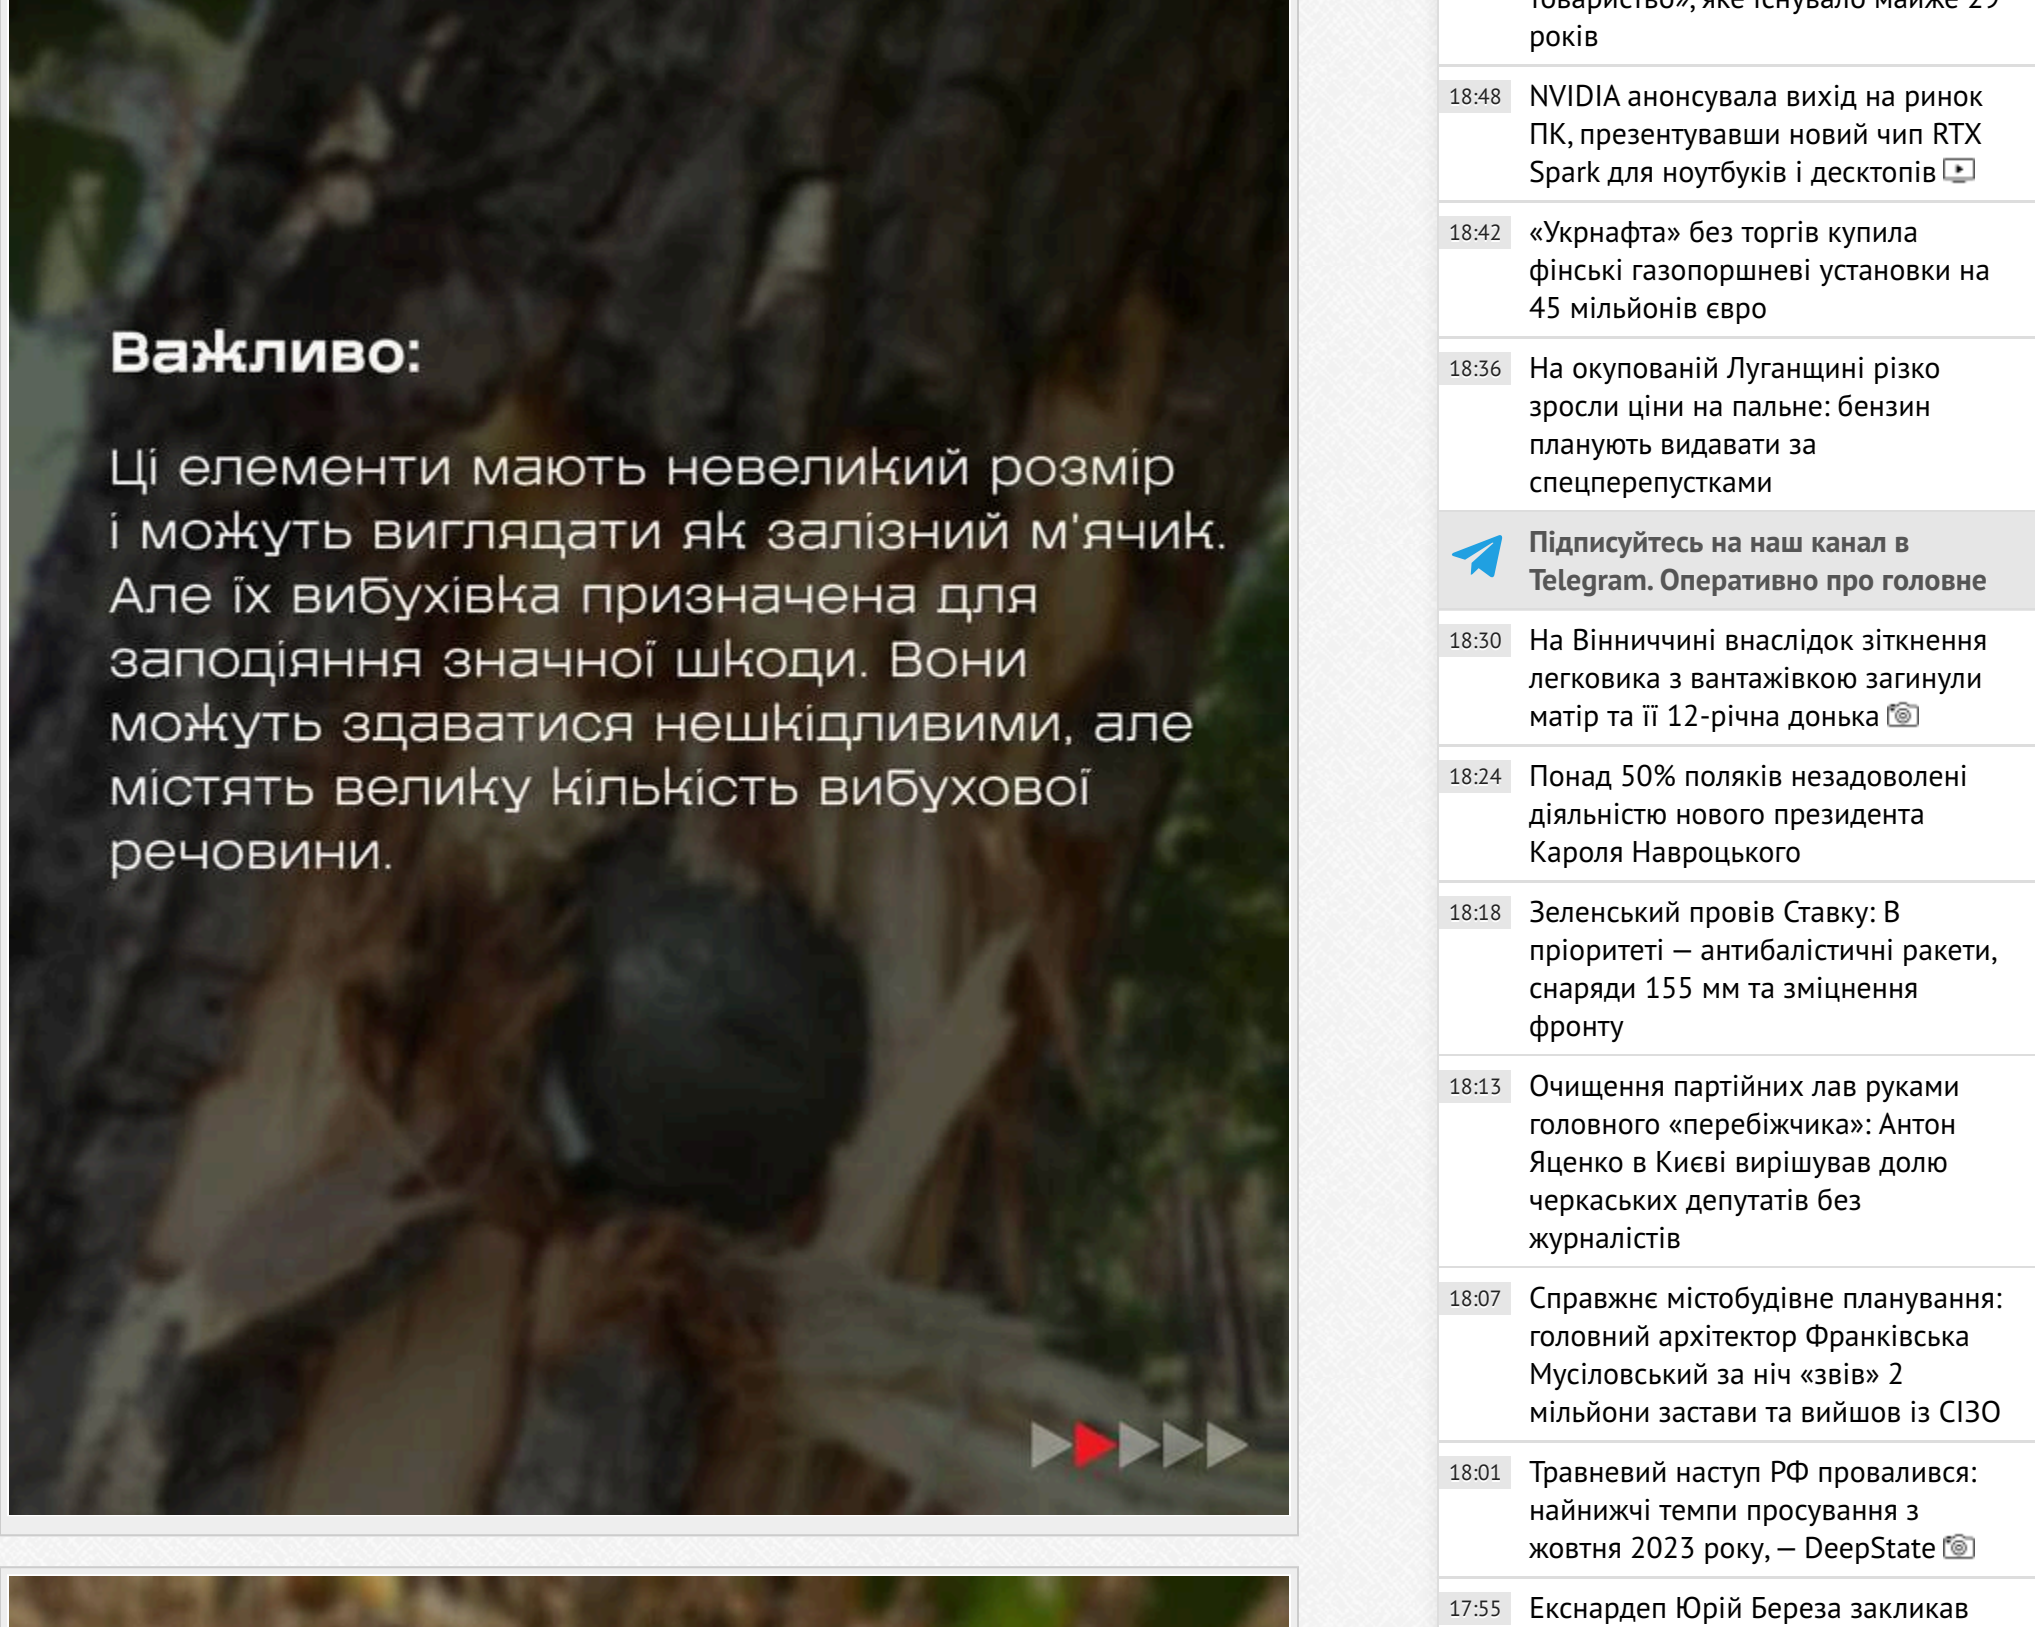 Важливо:
Ці елементи мають невеликий розмір
і можуть виглядати як залізний м'ячик.
Але їх вибухівка призначена для
заподіяння значної шкоди. Вони
можуть здаватися нешкідливими, але
містять велику кількість вибухової
речовини.
товариство», яке існувало майже 29
років
18:48 NVIDIA анонсувала вихід на ринок
ПК, презентувавши новий чип RTX
Spark для ноутбуків і десктопів
18:42 «Укрнафта» без торгів купила
фінські газопоршневі установки на
45 мільйонів євро
18:36 На окупованій Луганщині різко
зросли ціни на пальне: бензин
планують видавати за
спецперепустками
Підписуйтесь на наш канал в
Telegram. Оперативно про головне
18:30 На Вінниччині внаслідок зіткнення
легковика з вантажівкою загинули
матір та її 12-річна донька
18:24 Понад 50% поляків незадоволені
діяльністю нового президента
Кароля Навроцького
18:18 Зеленський провів Ставку: В
пріоритеті — антибалістичні ракети,
снаряди 155 мм та зміцнення
фронту
18:13 Очищення партійних лав руками
головного «перебіжчика»: Антон
Яценко в Києві вирішував долю
черкаських депутатів без
журналістів
18:07 Справжнє містобудівне планування:
головний архітектор Франківська
Мусіловський за ніч «звів» 2
мільйони застави та вийшов із СІЗО
18:01 Травневий наступ РФ провалився:
найнижчі темпи просування з
жовтня 2023 року, — DeepState
17:55 Екснардеп Юрій Береза закликав